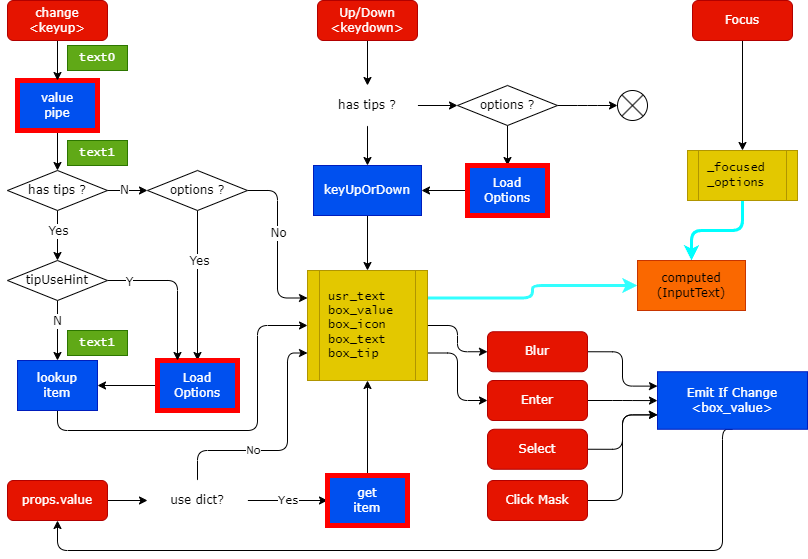 change
<keyup>
Up/Down
<keydown>
Focus
text0
value
pipe
has tips ?
options ?
text1
_focused
_options
has tips ?
N
options ?
keyUpOrDown
Load
Options
Yes
No
Yes
tipUseHint
Y
computed
(InputText)
usr_text
box_value
box_icon
box_text
box_tip
N
text1
Blur
lookup
item
Load
Options
Emit If Change
<box_value>
Enter
No
Select
props.value
use dict?
Yes
get
item
Click Mask